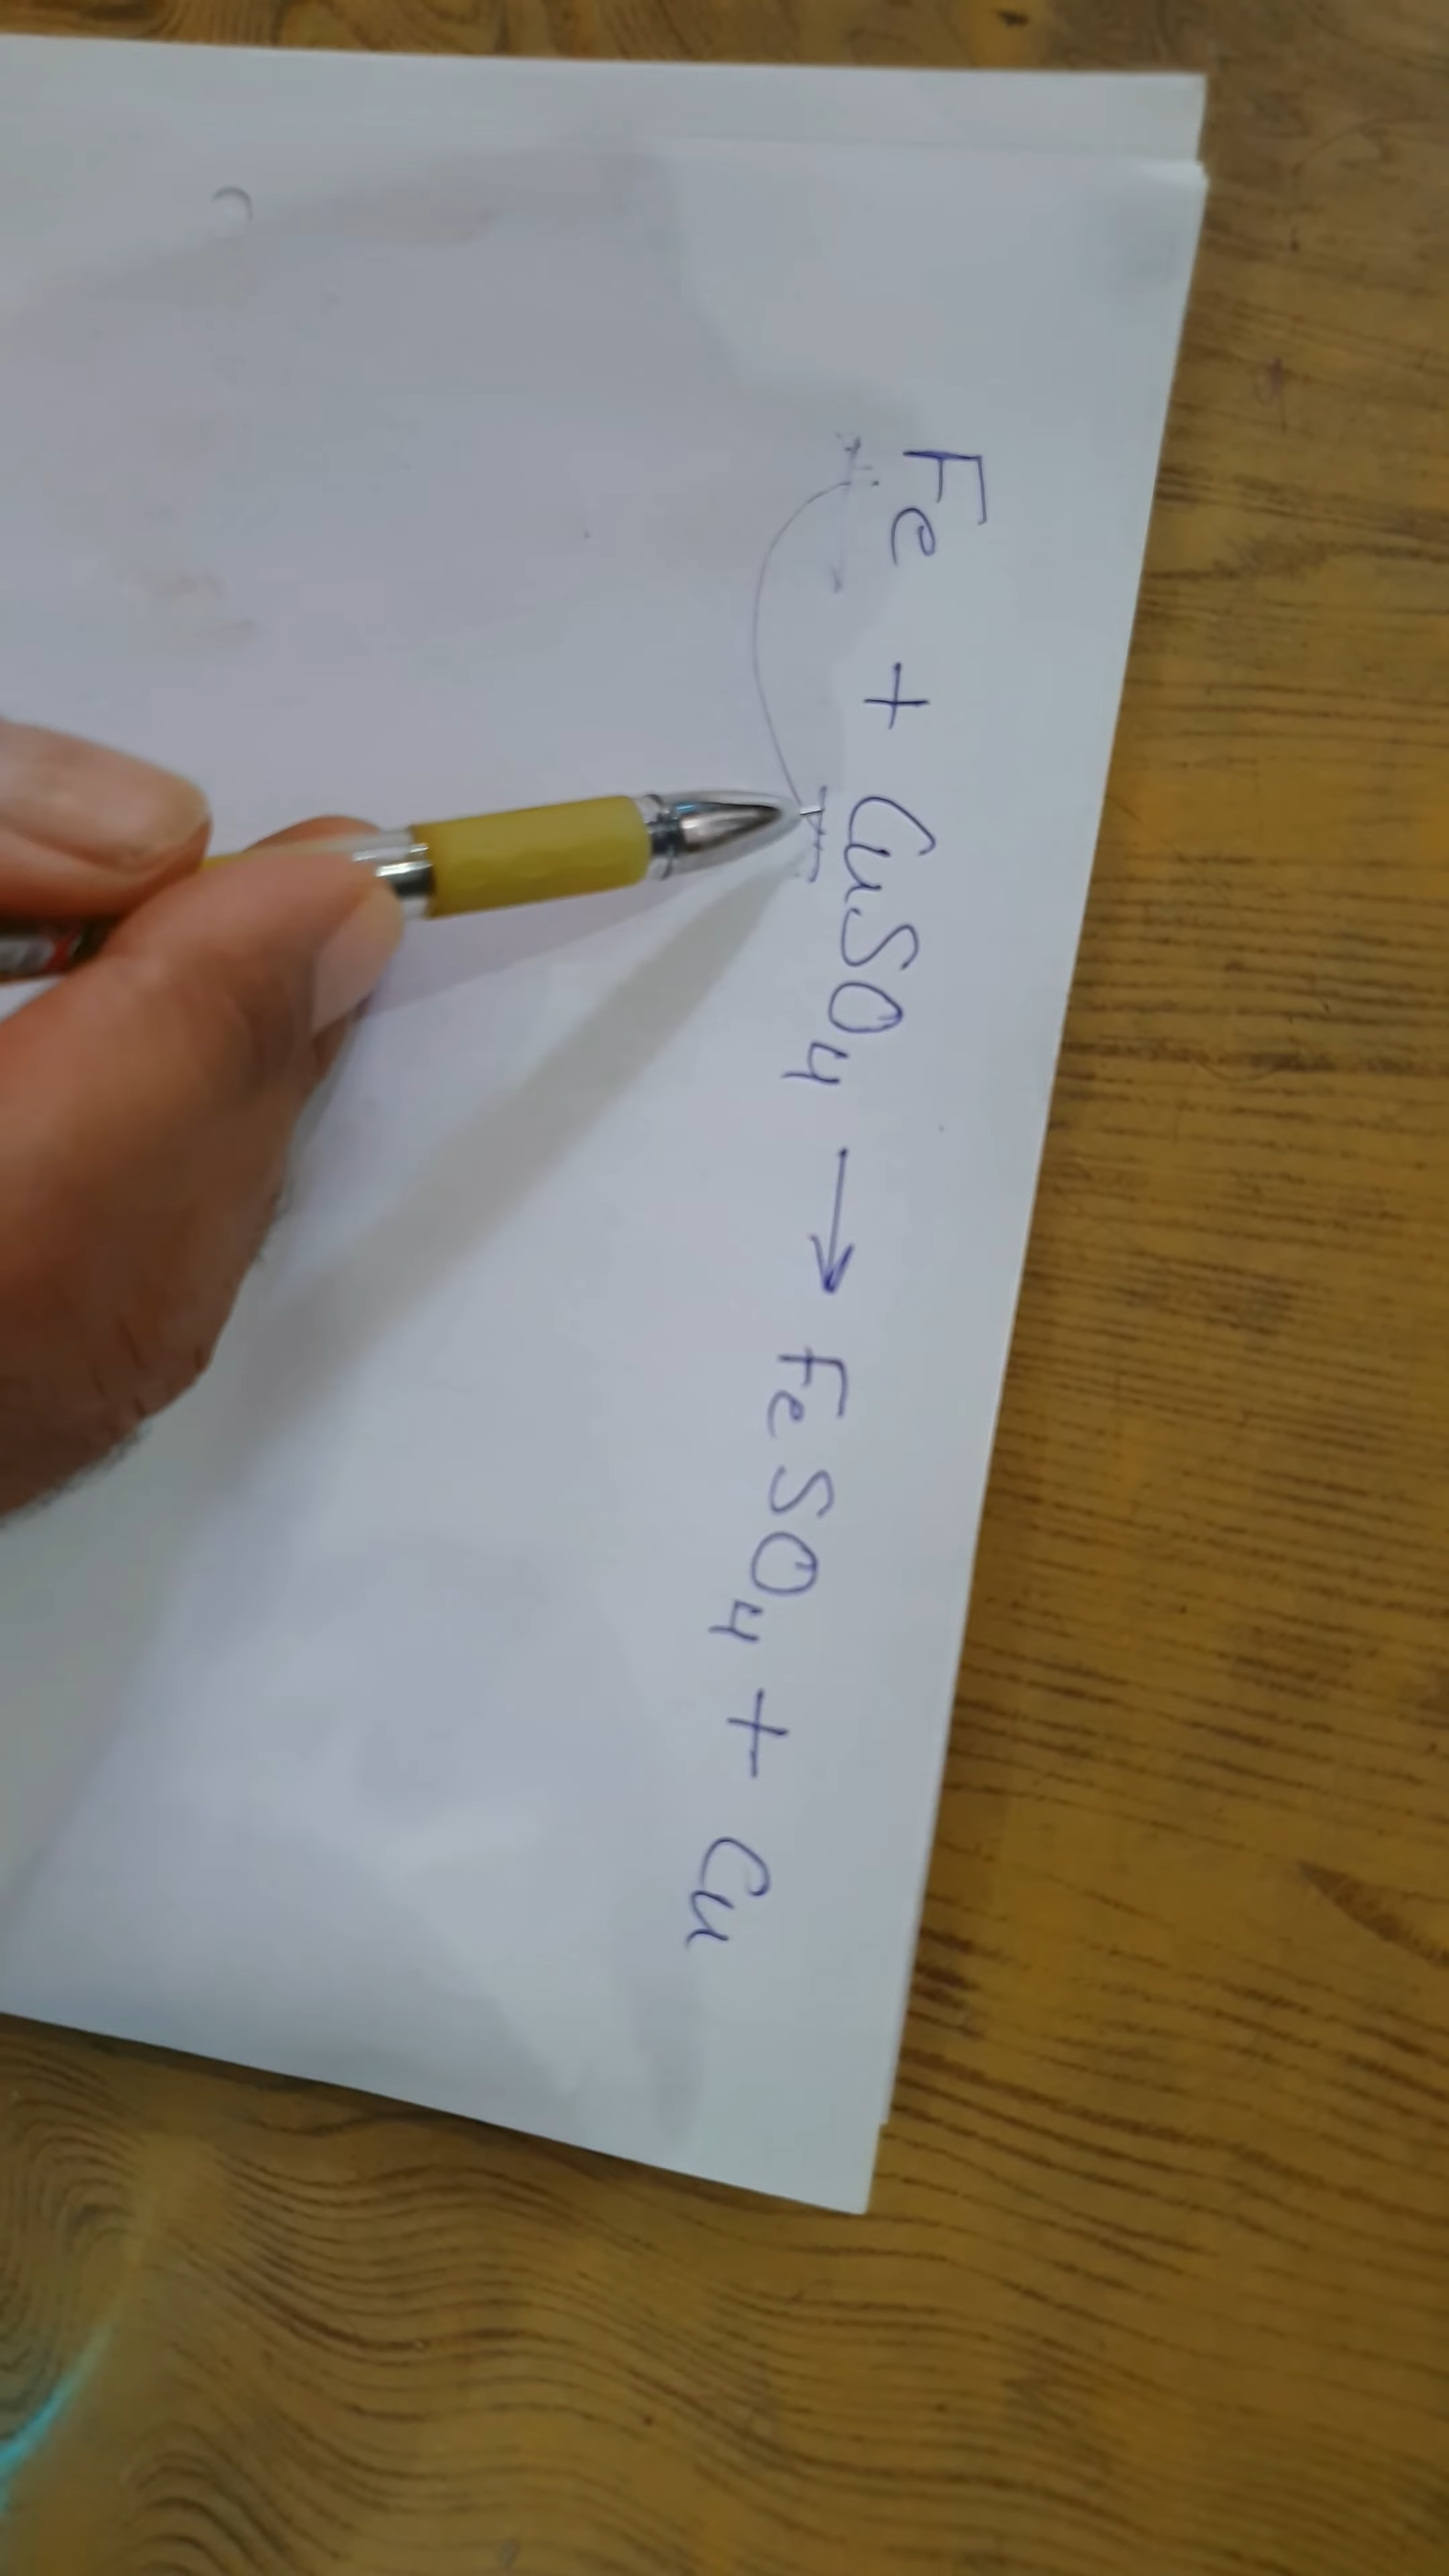 Fe + CuSO₄ → FeSO₄ + Cu